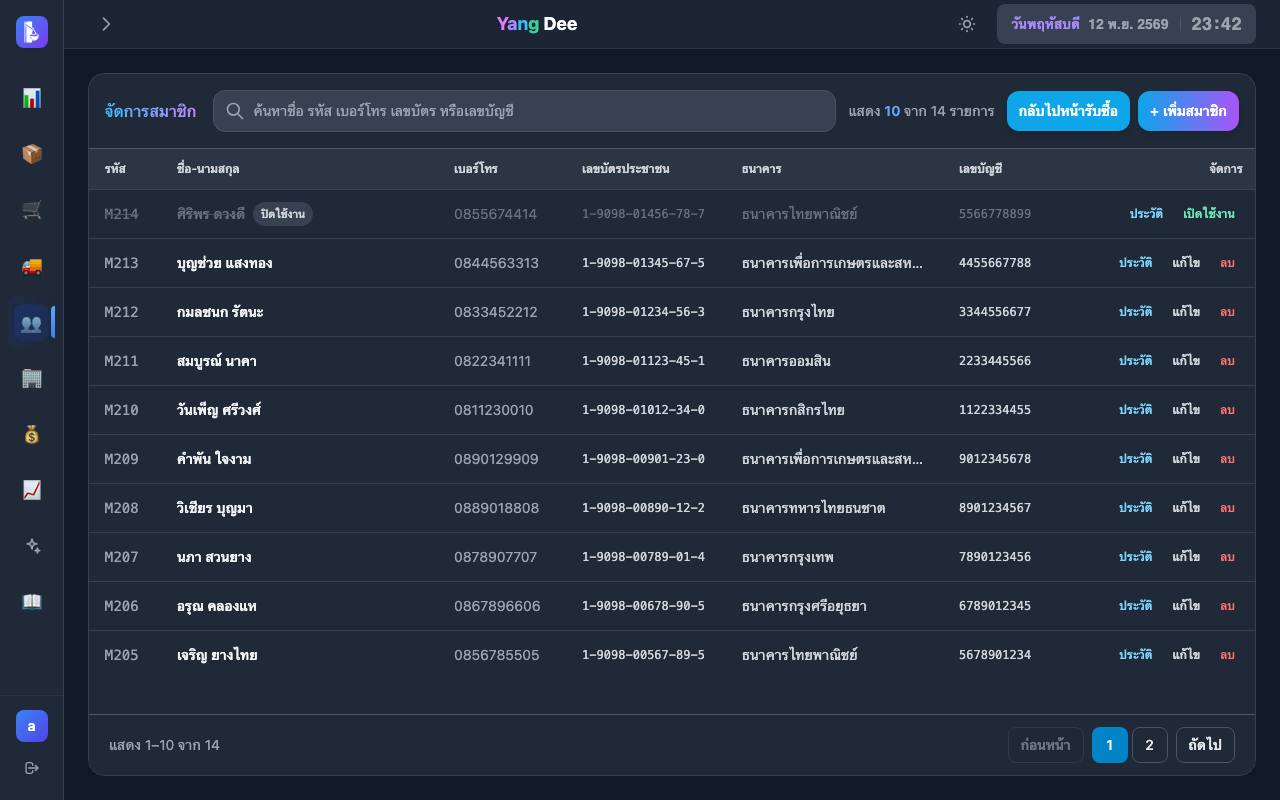 Yang Dee
วันพฤหัสบดี 12 พ.ย. 2569 23:42
จัดการสมาชิก ค้นหาชื่อ รหัส เบอร์โทร เลขบัตร หรือเลขบัญชี แสดง 10 จาก 14 รายการ กลับไปหน้ารับซื้อ + เพิ่มสมาชิก
รหัส ชื่อ-นามสกุล เบอร์โทร เลขบัตรประชาชน ธนาคาร เลขบัญชี จัดการ
M214 ศิริพร ดวงดี ปิดใช้งาน 0855674414 1-9098-01456-78-7 ธนาคารไทยพาณิชย์ 5566778899 ประวัติ เปิดใช้งาน
M213 บุญช่วย แสงทอง 0844563313 1-9098-01345-67-5 ธนาคารเพื่อการเกษตรและสห... 4455667788 ประวัติ แก้ไข ลบ
M212 กมลชนก รัตนะ 0833452212 1-9098-01234-56-3 ธนาคารกรุงไทย 3344556677 ประวัติ แก้ไข ลบ
M211 สมบูรณ์ นาคา 0822341111 1-9098-01123-45-1 ธนาคารออมสิน 2233445566 ประวัติ แก้ไข ลบ
M210 วันเพ็ญ ศรีวงศ์ 0811230010 1-9098-01012-34-0 ธนาคารกสิกรไทย 1122334455 ประวัติ แก้ไข ลบ
M209 คำพัน ใจงาม 0890129909 1-9098-00901-23-0 ธนาคารเพื่อการเกษตรและสห... 9012345678 ประวัติ แก้ไข ลบ
M208 วิเชียร บุญมา 0889018808 1-9098-00890-12-2 ธนาคารทหารไทยธนชาต 8901234567 ประวัติ แก้ไข ลบ
M207 นภา สวนยาง 0878907707 1-9098-00789-01-4 ธนาคารกรุงเทพ 7890123456 ประวัติ แก้ไข ลบ
M206 อรุณ คลองแห 0867896606 1-9098-00678-90-5 ธนาคารกรุงศรีอยุธยา 6789012345 ประวัติ แก้ไข ลบ
M205 เจริญ ยางไทย 0856785505 1-9098-00567-89-5 ธนาคารไทยพาณิชย์ 5678901234 ประวัติ แก้ไข ลบ
a
แสดง 1–10 จาก 14 ก่อนหน้า 1 2 ถัดไป